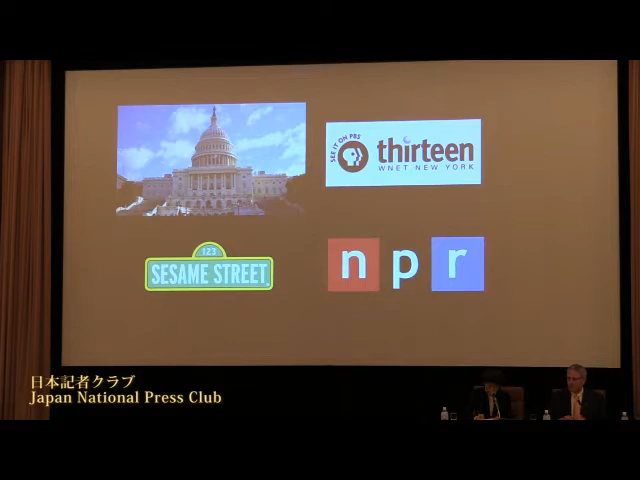 SEE IT ON PBS
thirteen
WNET NEW YORK
123
SESAME STREET
n p r
日本記者クラブ
Japan National Press Club